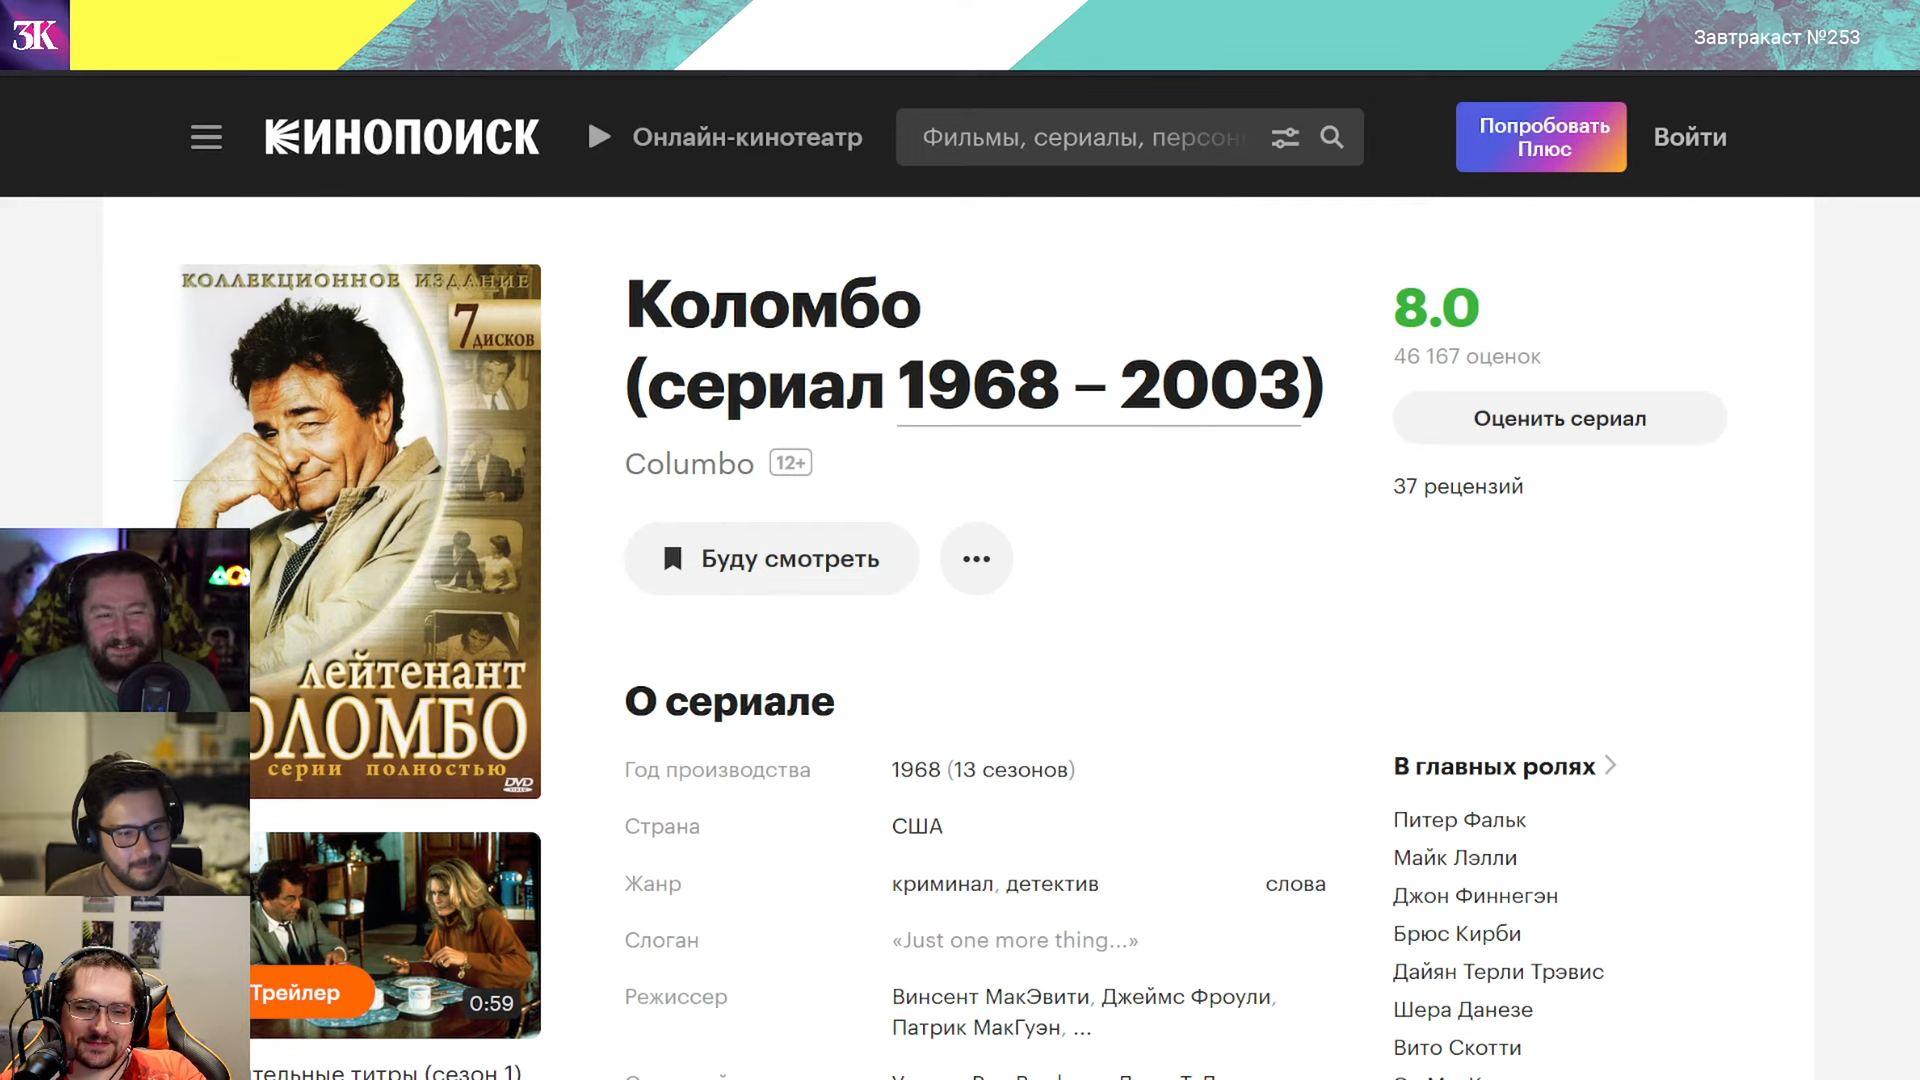 ЗК
Завтракаст №253
КИНОПОИСК
Онлайн-кинотеатр
Фильмы, сериалы, персон
Попробовать
Плюс
Войти
КОЛЛЕКЦИОННОЕ ИЗДАНИЕ
7 ДИСКОВ
лейтенант
ОЛОМБО
серии полностью
DVD
VIDEO
Коломбо
(сериал 1968 – 2003)
Columbo 12+
Буду смотреть
8.0
46 167 оценок
Оценить сериал
37 рецензий
О сериале
Год производства 1968 (13 сезонов)
Страна США
Жанр криминал, детектив слова
Слоган «Just one more thing...»
Режиссер Винсент МакЭвити, Джеймс Фроули,
Патрик МакГуэн, ...
В главных ролях
Питер Фальк
Майк Лэлли
Джон Финнегэн
Брюс Кирби
Дайян Терли Трэвис
Шера Данезе
Вито Скотти
Трейлер
0:59
тельные титры (сезон 1)